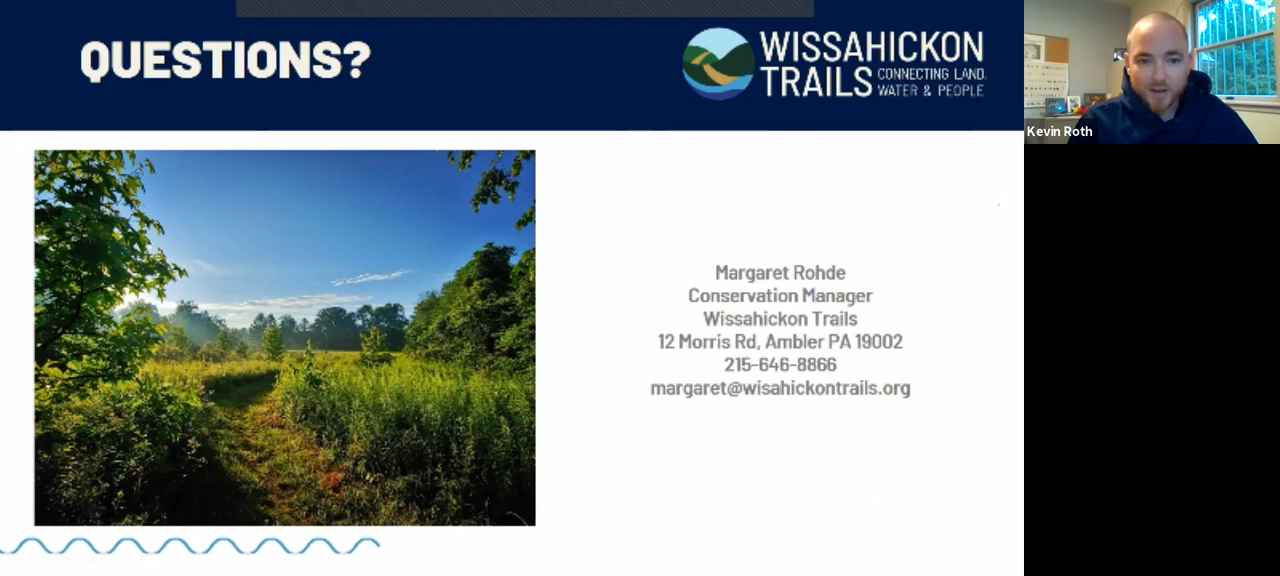 QUESTIONS?
WISSAHICKON
TRAILS CONNECTING LAND,
WATER & PEOPLE
Kevin Roth
Margaret Rohde
Conservation Manager
Wissahickon Trails
12 Morris Rd, Ambler PA 19002
215-646-8866
margaret@wisahickontrails.org